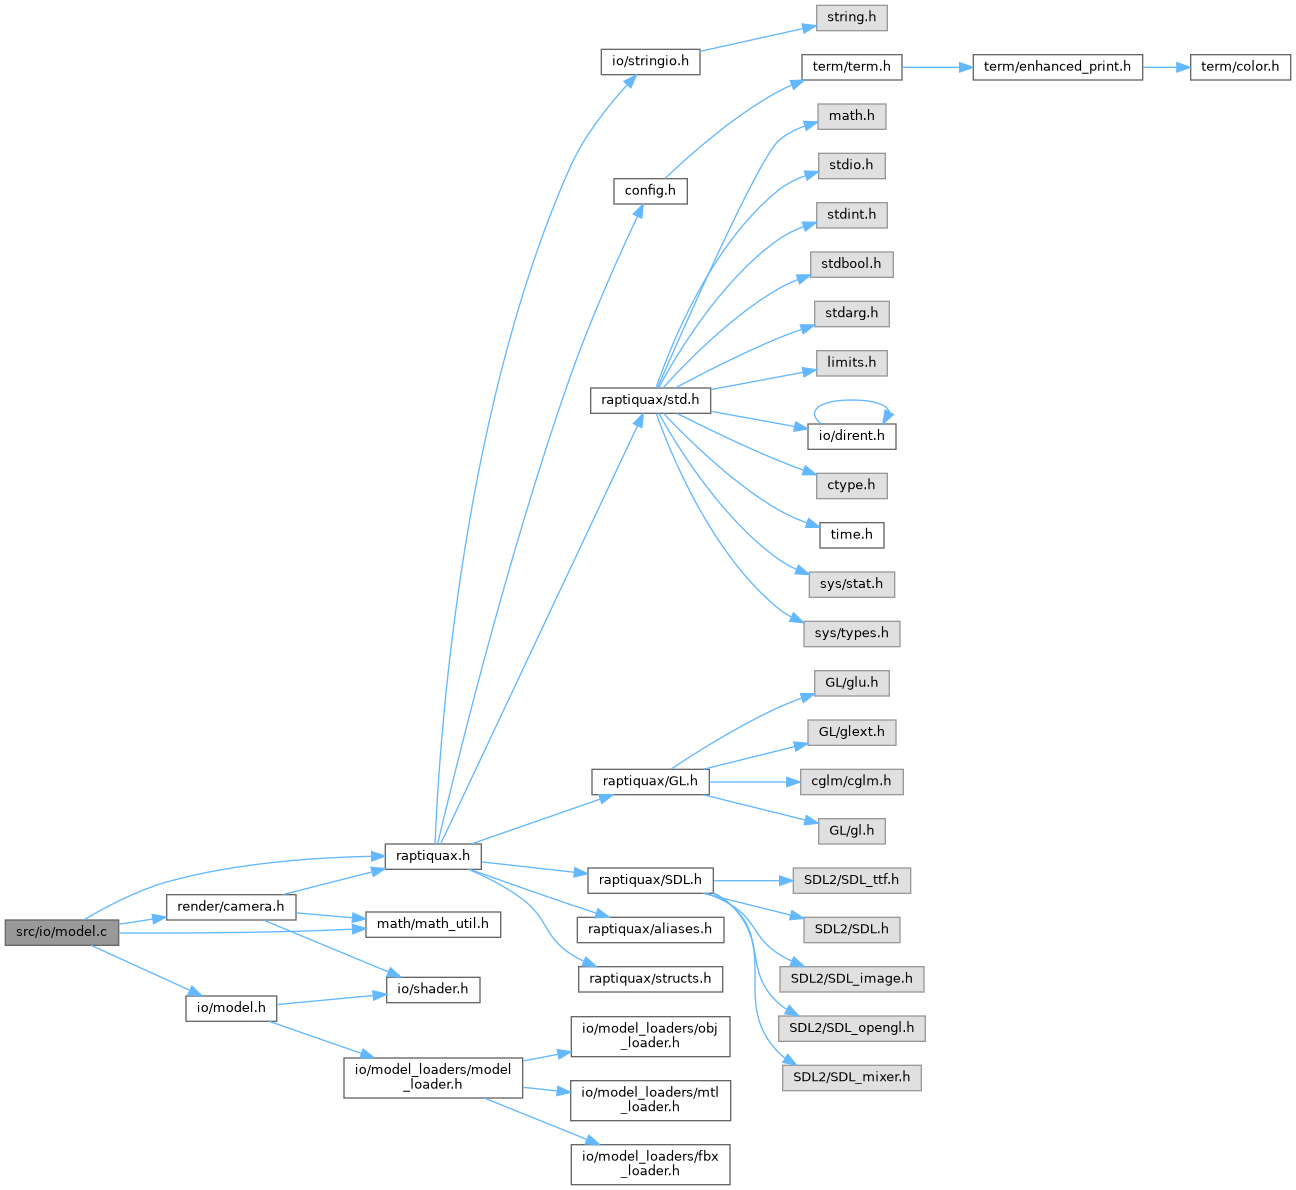 string.h
io/stringio.h
term/term.h
term/enhanced_print.h
term/color.h
math.h
stdio.h
config.h
stdint.h
stdbool.h
stdarg.h
limits.h
raptiquax/std.h
io/dirent.h
ctype.h
time.h
sys/stat.h
sys/types.h
GL/glu.h
GL/glext.h
raptiquax/GL.h
cglm/cglm.h
GL/gl.h
raptiquax.h
raptiquax/SDL.h
SDL2/SDL_ttf.h
render/camera.h
src/io/model.c
math/math_util.h
raptiquax/aliases.h
SDL2/SDL.h
raptiquax/structs.h
SDL2/SDL_image.h
io/shader.h
io/model.h
SDL2/SDL_opengl.h
io/model_loaders/obj
_loader.h
io/model_loaders/model
_loader.h
SDL2/SDL_mixer.h
io/model_loaders/mtl
_loader.h
io/model_loaders/fbx
_loader.h